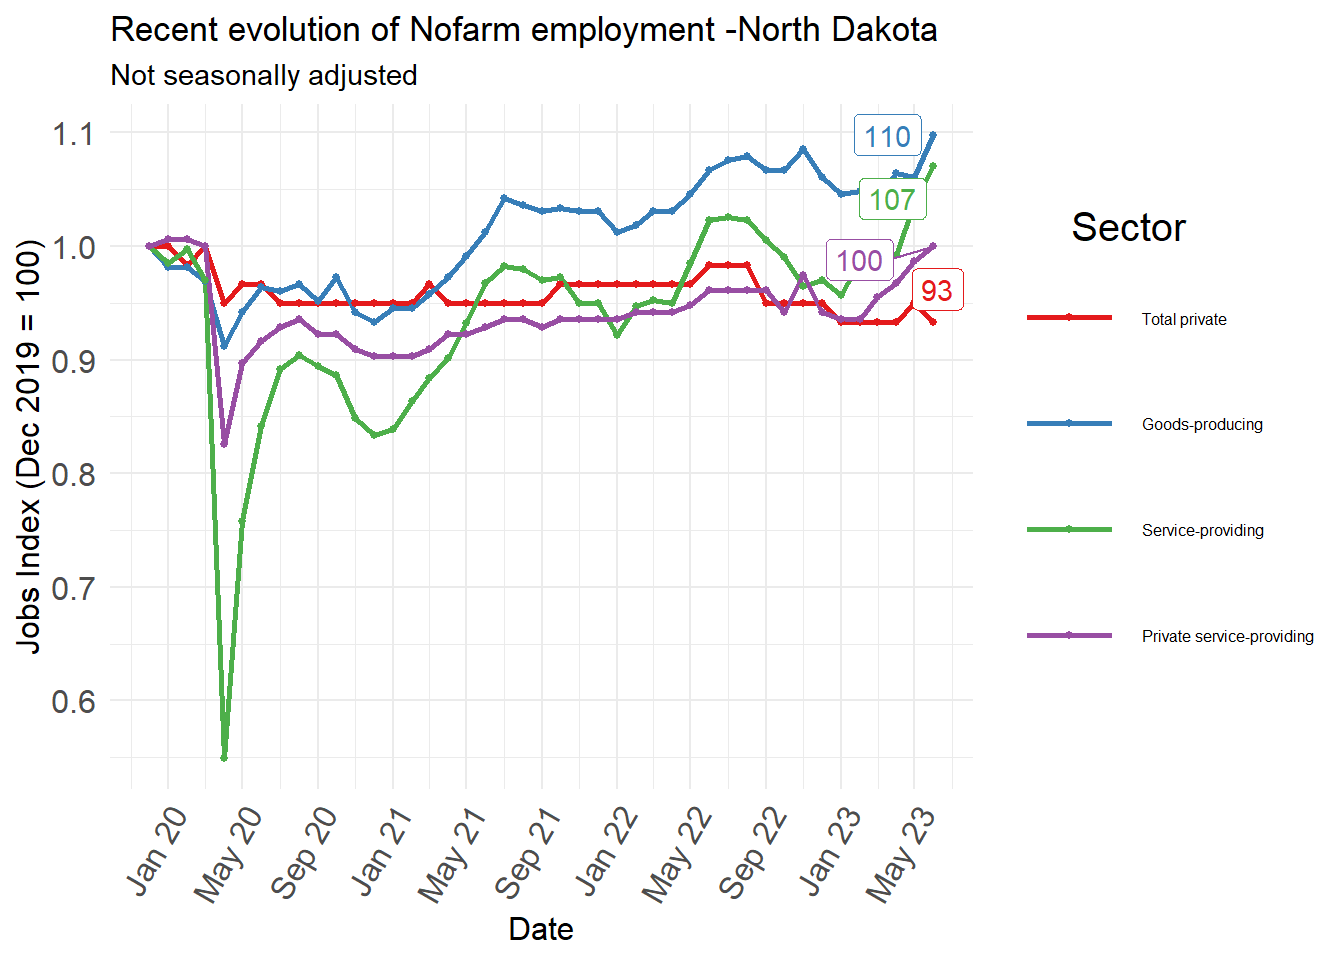 Recent evolution of Nofarm employment -North Dakota
Not seasonally adjusted
Jobs Index (Dec 2019 = 100)
1.1
1.0
0.9
0.8
0.7
0.6
110
107
100
93
Jan 20
May 20
Sep 20
Jan 21
May 21
Sep 21
Jan 22
May 22
Sep 22
Jan 23
May 23
Date
Sector
Total private
Goods-producing
Service-providing
Private service-providing